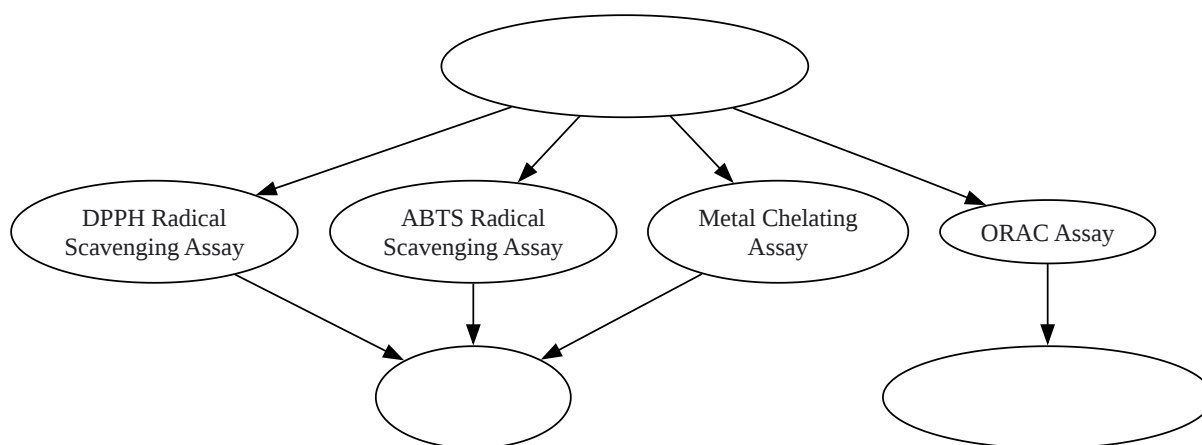 DPPH Radical
Scavenging Assay
ABTS Radical
Scavenging Assay
Metal Chelating
Assay
ORAC Assay